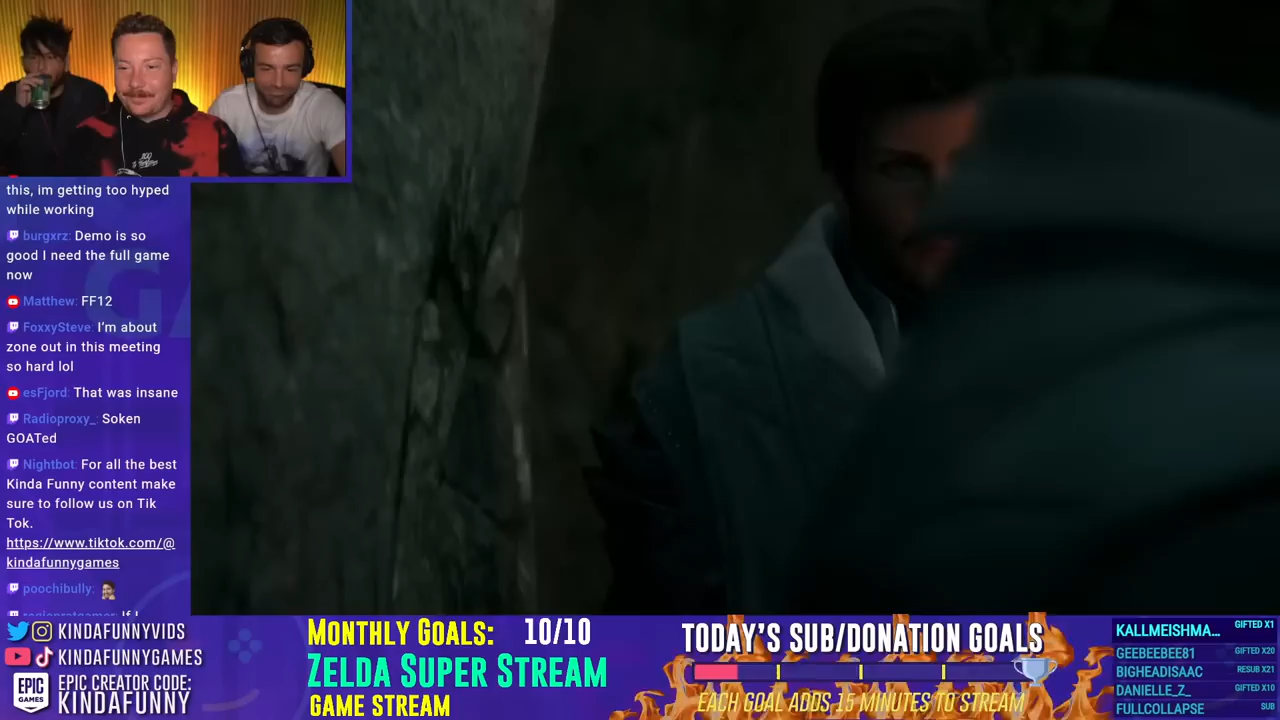 this, im getting too hyped
while working
burgxrz: Demo is so
good I need the full game
now
Matthew: FF12
FoxxySteve: I'm about
zone out in this meeting
so hard lol
esFjord: That was insane
Radioproxy_: Soken
GOATed
Nightbot: For all the best
Kinda Funny content make
sure to follow us on Tik
Tok.
https://www.tiktok.com/@
kindafunnygames
poochibully:
KINDAFUNNYVIDS
KINDAFUNNYGAMES
EPIC GAMES
EPIC CREATOR CODE:
KINDAFUNNY
MONTHLY GOALS: 10/10
ZELDA SUPER STREAM
GAME STREAM
TODAY'S SUB/DONATION GOALS
EACH GOAL ADDS 15 MINUTES TO STREAM
KALLMEISHMA... GIFTED X1
GEEBEEBEE81 GIFTED X20
BIGHEADISAAC RESUB X21
DANIELLE_Z_ GIFTED X10
FULLCOLLAPSE SUB